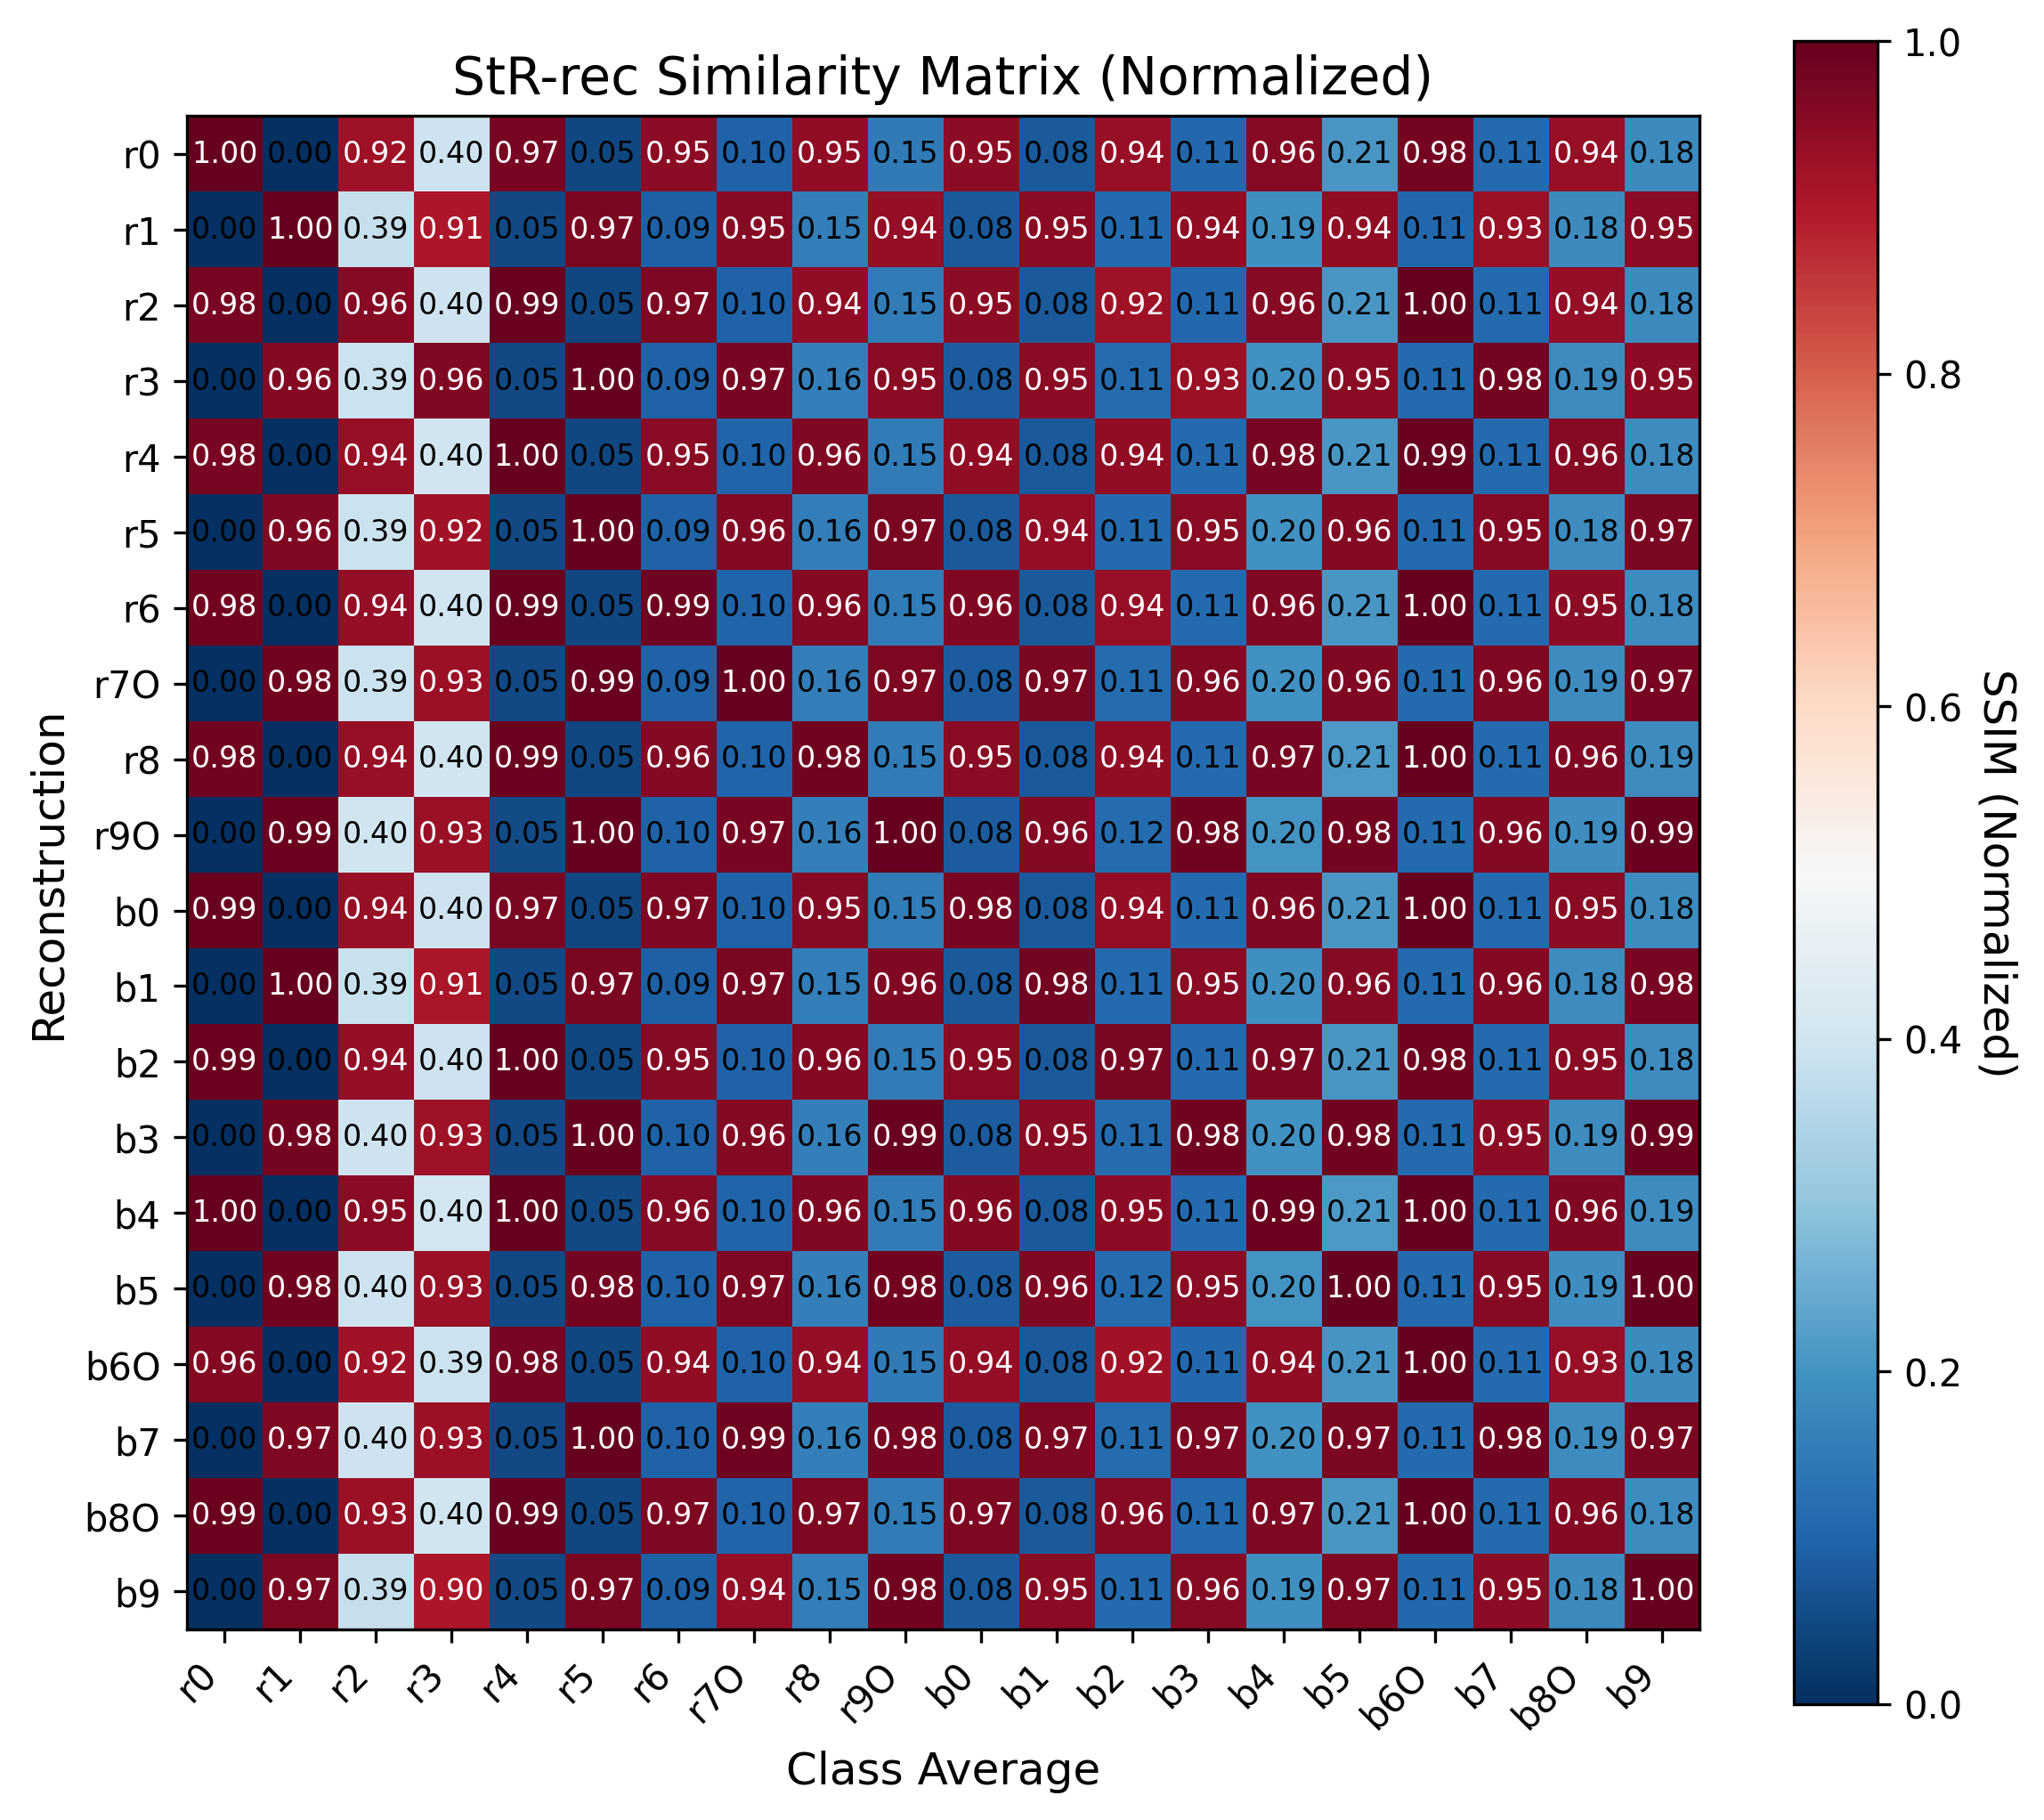 StR-rec Similarity Matrix (Normalized)
r0 1.00 0.00 0.92 0.40 0.97 0.05 0.95 0.10 0.95 0.15 0.95 0.08 0.94 0.11 0.96 0.21 0.98 0.11 0.94 0.18
r1 0.00 1.00 0.39 0.91 0.05 0.97 0.09 0.95 0.15 0.94 0.08 0.95 0.11 0.94 0.19 0.94 0.11 0.93 0.18 0.95
r2 0.98 0.00 0.96 0.40 0.99 0.05 0.97 0.10 0.94 0.15 0.95 0.08 0.92 0.11 0.96 0.21 1.00 0.11 0.94 0.18
r3 0.00 0.96 0.39 0.96 0.05 1.00 0.09 0.97 0.16 0.95 0.08 0.95 0.11 0.93 0.20 0.95 0.11 0.98 0.19 0.95
r4 0.98 0.00 0.94 0.40 1.00 0.05 0.95 0.10 0.96 0.15 0.94 0.08 0.94 0.11 0.98 0.21 0.99 0.11 0.96 0.18
r5 0.00 0.96 0.39 0.92 0.05 1.00 0.09 0.96 0.16 0.97 0.08 0.94 0.11 0.95 0.20 0.96 0.11 0.95 0.18 0.97
r6 0.98 0.00 0.94 0.40 0.99 0.05 0.99 0.10 0.96 0.15 0.96 0.08 0.94 0.11 0.96 0.21 1.00 0.11 0.95 0.18
r7O 0.00 0.98 0.39 0.93 0.05 0.99 0.09 1.00 0.16 0.97 0.08 0.97 0.11 0.96 0.20 0.96 0.11 0.96 0.19 0.97
r8 0.98 0.00 0.94 0.40 0.99 0.05 0.96 0.10 0.98 0.15 0.95 0.08 0.94 0.11 0.97 0.21 1.00 0.11 0.96 0.19
r9O 0.00 0.99 0.40 0.93 0.05 1.00 0.10 0.97 0.16 1.00 0.08 0.96 0.12 0.98 0.20 0.98 0.11 0.96 0.19 0.99
b0 0.99 0.00 0.94 0.40 0.97 0.05 0.97 0.10 0.95 0.15 0.98 0.08 0.94 0.11 0.96 0.21 1.00 0.11 0.95 0.18
b1 0.00 1.00 0.39 0.91 0.05 0.97 0.09 0.97 0.15 0.96 0.08 0.98 0.11 0.95 0.20 0.96 0.11 0.96 0.18 0.98
b2 0.99 0.00 0.94 0.40 1.00 0.05 0.95 0.10 0.96 0.15 0.95 0.08 0.97 0.11 0.97 0.21 0.98 0.11 0.95 0.18
b3 0.00 0.98 0.40 0.93 0.05 1.00 0.10 0.96 0.16 0.99 0.08 0.95 0.11 0.98 0.20 0.98 0.11 0.95 0.19 0.99
b4 1.00 0.00 0.95 0.40 1.00 0.05 0.96 0.10 0.96 0.15 0.96 0.08 0.95 0.11 0.99 0.21 1.00 0.11 0.96 0.19
b5 0.00 0.98 0.40 0.93 0.05 0.98 0.10 0.97 0.16 0.98 0.08 0.96 0.12 0.95 0.20 1.00 0.11 0.95 0.19 1.00
b6O 0.96 0.00 0.92 0.39 0.98 0.05 0.94 0.10 0.94 0.15 0.94 0.08 0.92 0.11 0.94 0.21 1.00 0.11 0.93 0.18
b7 0.00 0.97 0.40 0.93 0.05 1.00 0.10 0.99 0.16 0.98 0.08 0.97 0.11 0.97 0.20 0.97 0.11 0.98 0.19 0.97
b8O 0.99 0.00 0.93 0.40 0.99 0.05 0.97 0.10 0.97 0.15 0.97 0.08 0.96 0.11 0.97 0.21 1.00 0.11 0.96 0.18
b9 0.00 0.97 0.39 0.90 0.05 0.97 0.09 0.94 0.15 0.98 0.08 0.95 0.11 0.96 0.19 0.97 0.11 0.95 0.18 1.00
r0 r1 r2 r3 r4 r5 r6 r7O r8 r9O b0 b1 b2 b3 b4 b5 b6O b7 b8O b9
Class Average
Reconstruction
1.0
0.8
0.6
0.4
0.2
0.0
SSIM (Normalized)